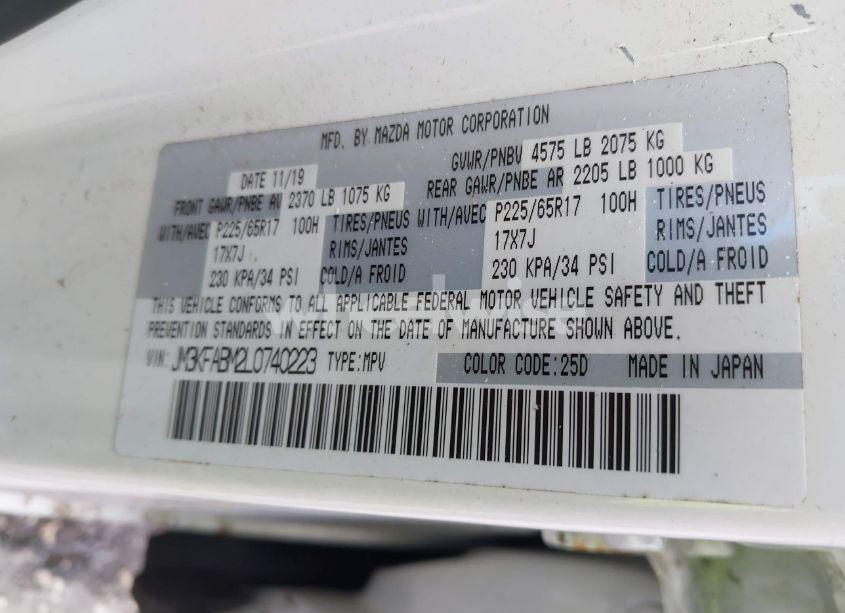 MFD. BY MAZDA MOTOR CORPORATION
DATE 11/19 GVWR/PNBV 4575 LB 2075 KG
FRONT GAWR/PNBE AV 2370 LB 1075 KG REAR GAWR/PNBE AR 2205 LB 1000 KG
WITH/AVEC P225/65R17 100H TIRES/PNEUS WITH/AVEC P225/65R17 100H TIRES/PNEUS
17X7J RIMS/JANTES 17X7J RIMS/JANTES
230 KPA/34 PSI COLD/A FROID 230 KPA/34 PSI COLD/A FROID
THIS VEHICLE CONFORMS TO ALL APPLICABLE FEDERAL MOTOR VEHICLE SAFETY AND THEFT
PREVENTION STANDARDS IN EFFECT ON THE DATE OF MANUFACTURE SHOWN ABOVE.
VIN: JM3KFABM2L0740223 TYPE:MPV COLOR CODE:25D MADE IN JAPAN